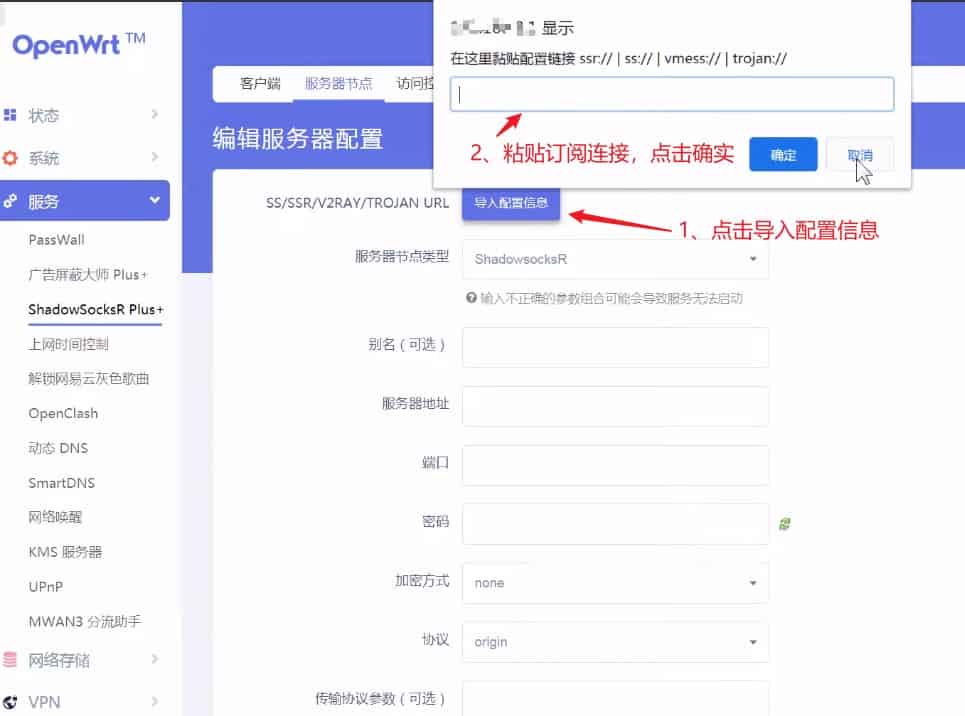 OpenWrt TM
显示
在这里黏贴配置链接 ssr:// | ss:// | vmess:// | trojan://
2、粘贴订阅连接，点击确实
确定
取消
客户端
服务器节点
访问控
编辑服务器配置
状态
系统
服务
PassWall
广告屏蔽大师 Plus+
ShadowSocksR Plus+
上网时间控制
解锁网易云灰色歌曲
OpenClash
动态 DNS
SmartDNS
网络唤醒
KMS 服务器
UPnP
MWAN3 分流助手
网络存储
VPN
SS/SSR/V2RAY/TROJAN URL
导入配置信息
1、点击导入配置信息
服务器节点类型
ShadowsocksR
输入不正确的参数组合可能会导致服务无法启动
别名（可选）
服务器地址
端口
密码
加密方式
none
协议
origin
传输协议参数（可选）